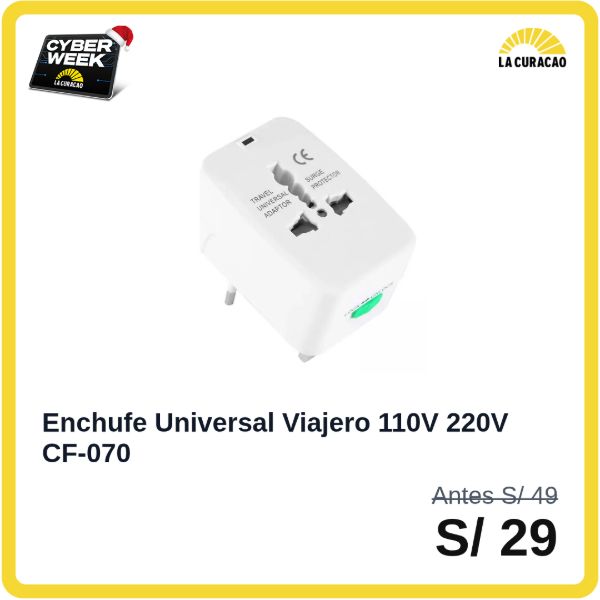 CYBER
WEEK
LA CURACAO
LA CURACAO
CE
TRAVEL
UNIVERSAL
ADAPTOR
SURGE
PROTECTOR
Enchufe Universal Viajero 110V 220V
CF-070
Antes S/ 49
S/ 29